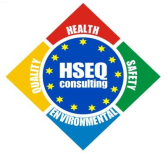 HEALTH
QUALITY
HSEQ
consulting
SAFETY
ENVIRONMENTAL